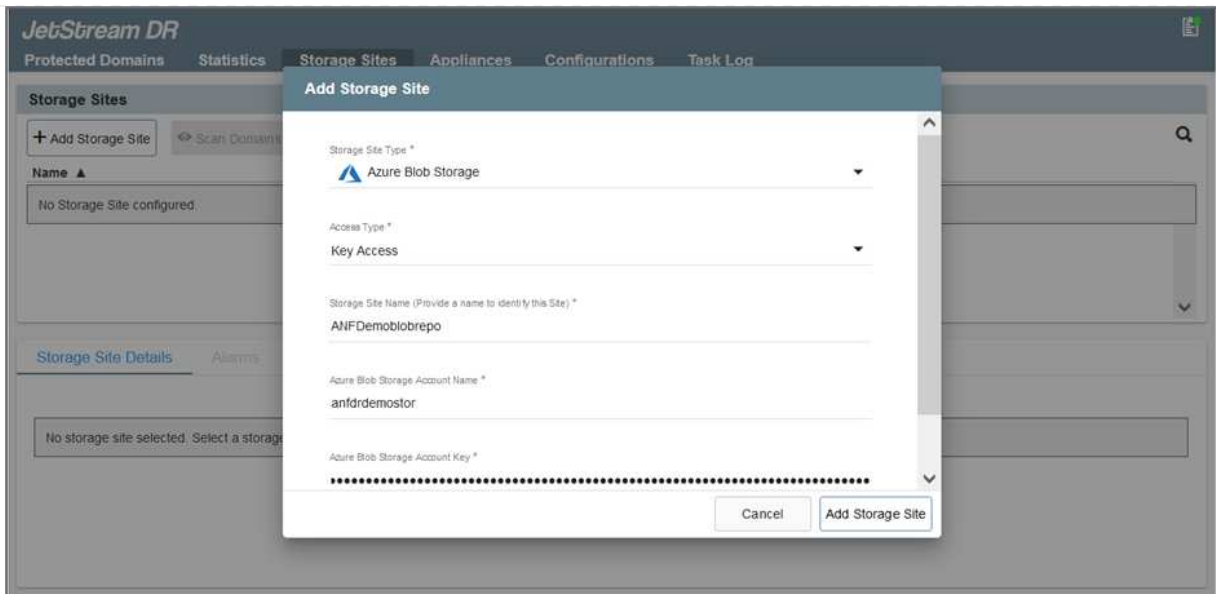 JetStream DR
Protected Domains Statistics Storage Sites Appliances Configurations Task Log
Storage Sites
+ Add Storage Site Scan Domains
Name ▲
No Storage Site configured.
Storage Site Details Alarms
No storage site selected. Select a storage
Add Storage Site
Storage Site Type *
Azure Blob Storage
Access Type *
Key Access
Storage Site Name (Provide a name to identify this Site) *
ANFDemoblobrepo
Azure Blob Storage Account Name *
anfdrdemostor
Azure Blob Storage Account Key *
Cancel Add Storage Site